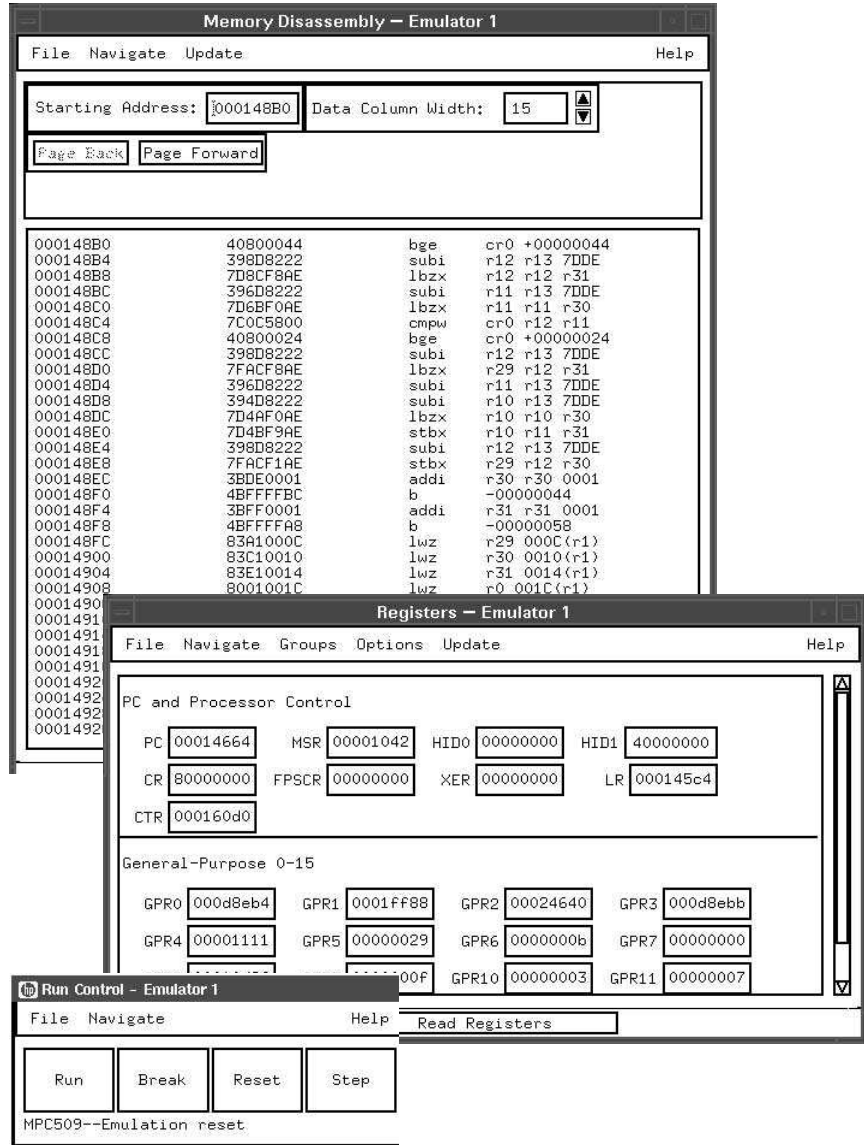 Memory Disassembly — Emulator 1
File Navigate Update Help
Starting Address: 000148B0 Data Column Width: 15
Page Back Page Forward
000148B0 40800044 bge cr0 +00000044
000148B4 398D8222 subi r12 r13 7DDE
000148B8 7D8CF8AE lbzx r12 r12 r31
000148BC 396D8222 subi r11 r13 7DDE
000148C0 7D6BF0AE lbzx r11 r11 r30
000148C4 7C0C5800 cmpw cr0 r12 r11
000148C8 40800024 bge cr0 +00000024
000148CC 398D8222 subi r12 r13 7DDE
000148D0 7FACF8AE lbzx r29 r12 r31
000148D4 396D8222 subi r11 r13 7DDE
000148D8 394D8222 subi r10 r13 7DDE
000148DC 7D4AF0AE lbzx r10 r10 r30
000148E0 7D4BF9AE stbx r10 r11 r31
000148E4 398D8222 subi r12 r13 7DDE
000148E8 7FACF1AE stbx r29 r12 r30
000148EC 3BDE0001 addi r30 r30 0001
000148F0 4BFFFFBC b -00000044
000148F4 3BFF0001 addi r31 r31 0001
000148F8 4BFFFFA8 b -00000058
000148FC 83A1000C lwz r29 000C(r1)
00014900 83C10010 lwz r30 0010(r1)
00014904 83E10014 lwz r31 0014(r1)
00014908 8001001C lwz r0 001C(r1)
0001490
0001491
0001491
0001491
0001491
0001492
0001492
0001492
0001492
Registers — Emulator 1
File Navigate Groups Options Update Help
PC and Processor Control
PC 00014664 MSR 00001042 HID0 00000000 HID1 40000000
CR 80000000 FPSCR 00000000 XER 00000000 LR 000145c4
CTR 000160d0
General-Purpose 0-15
GPR0 000d8eb4 GPR1 0001ff88 GPR2 00024640 GPR3 000d8ebb
GPR4 00001111 GPR5 00000029 GPR6 0000000b GPR7 00000000
GPR10 00000003 GPR11 00000007
Read Registers
hp Run Control - Emulator 1
File Navigate Help
Run Break Reset Step
MPC509--Emulation reset